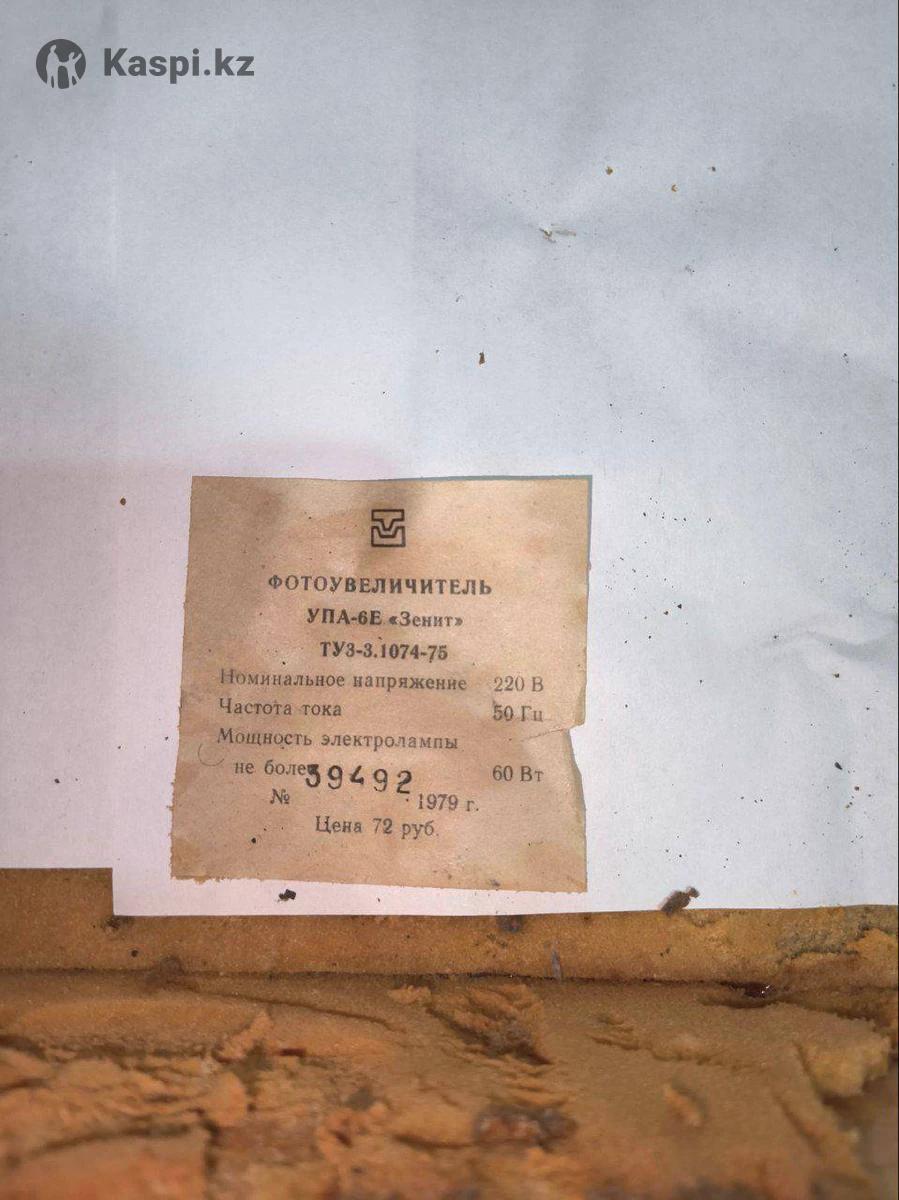 Kaspi.kz
ФОТОУВЕЛИЧИТЕЛЬ
УПА-6Е «Зенит»
ТУ3-3.1074-75
Номинальное напряжение 220 В
Частота тока 50 Гц
Мощность электролампы
не более 60 Вт
№ 39492 1979 г.
Цена 72 руб.